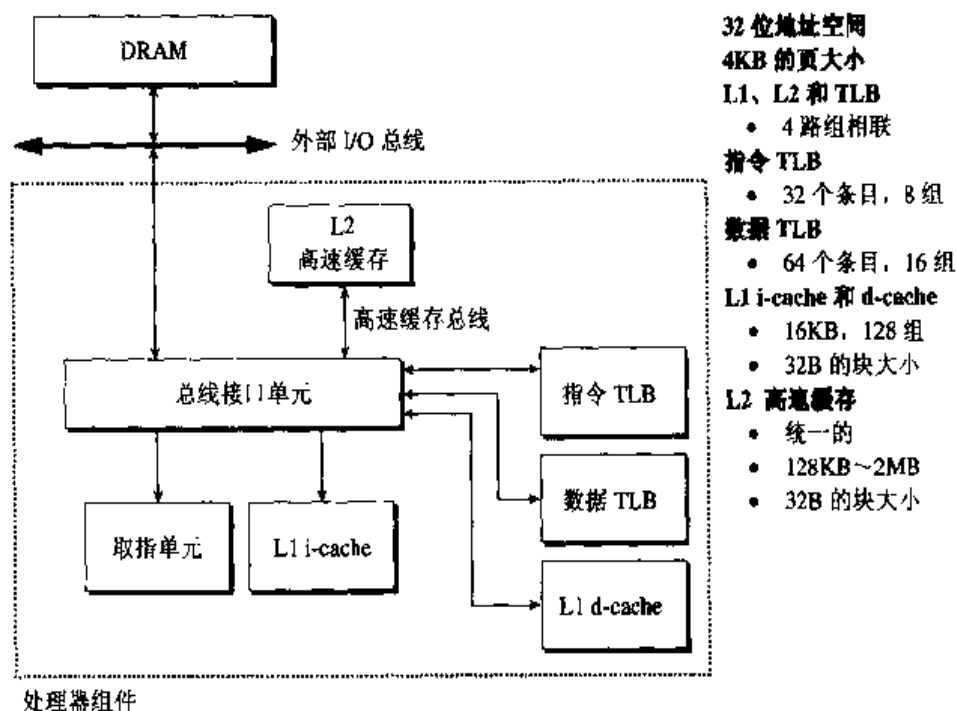 DRAM
外部 I/O 总线
L2
高速缓存
高速缓存总线
总线接口单元
指令 TLB
数据 TLB
取指单元
L1 i-cache
L1 d-cache
处理器组件
32 位地址空间
4KB 的页大小
L1、L2 和 TLB
• 4 路组相联
指令 TLB
• 32 个条目，8 组
数据 TLB
• 64 个条目，16 组
L1 i-cache 和 d-cache
• 16KB，128 组
• 32B 的块大小
L2 高速缓存
• 统一的
• 128KB～2MB
• 32B 的块大小